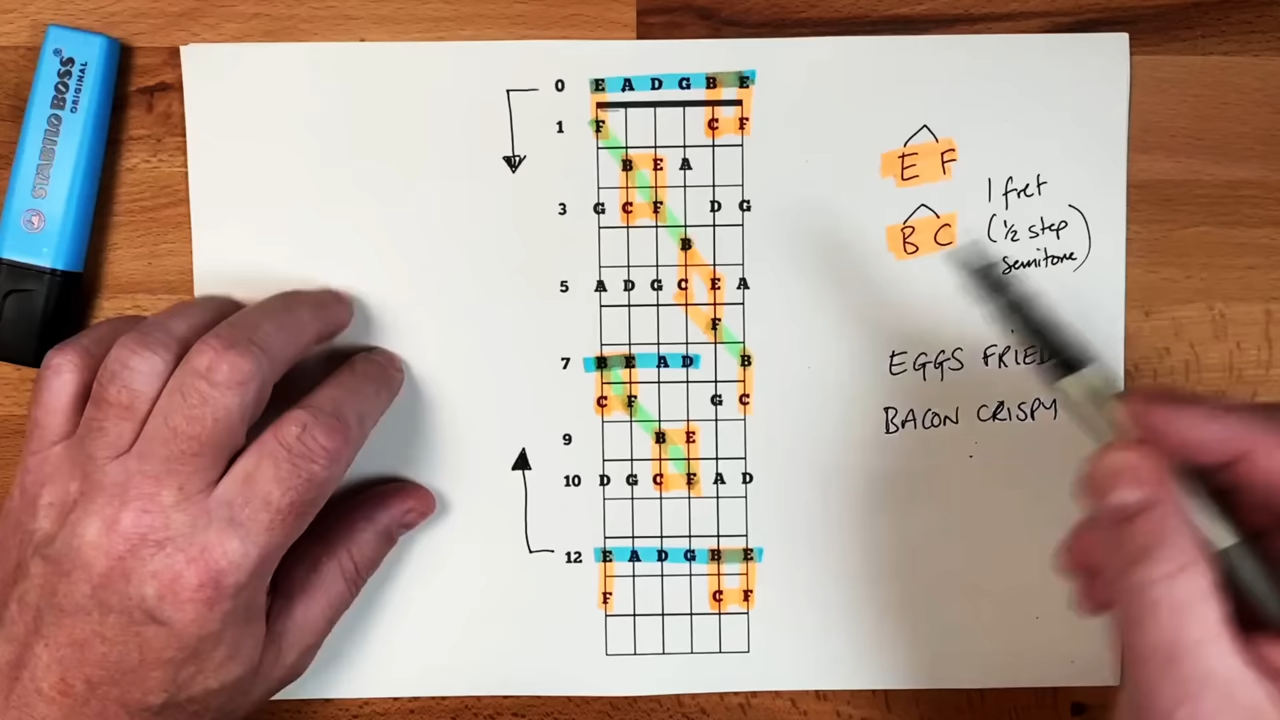 STABILO BOSS®
ORIGINAL
0 E A D G B E
1 F C F
B E A
3 G C F D G
B
5 A D G C E A
F
7 B E A D B
C F G C
9 B E
10 D G C F A D
12 E A D G B E
F C F
E F
B C
1 fret
(½ step
semitone)
EGGS FRIED
BACON CRISPY